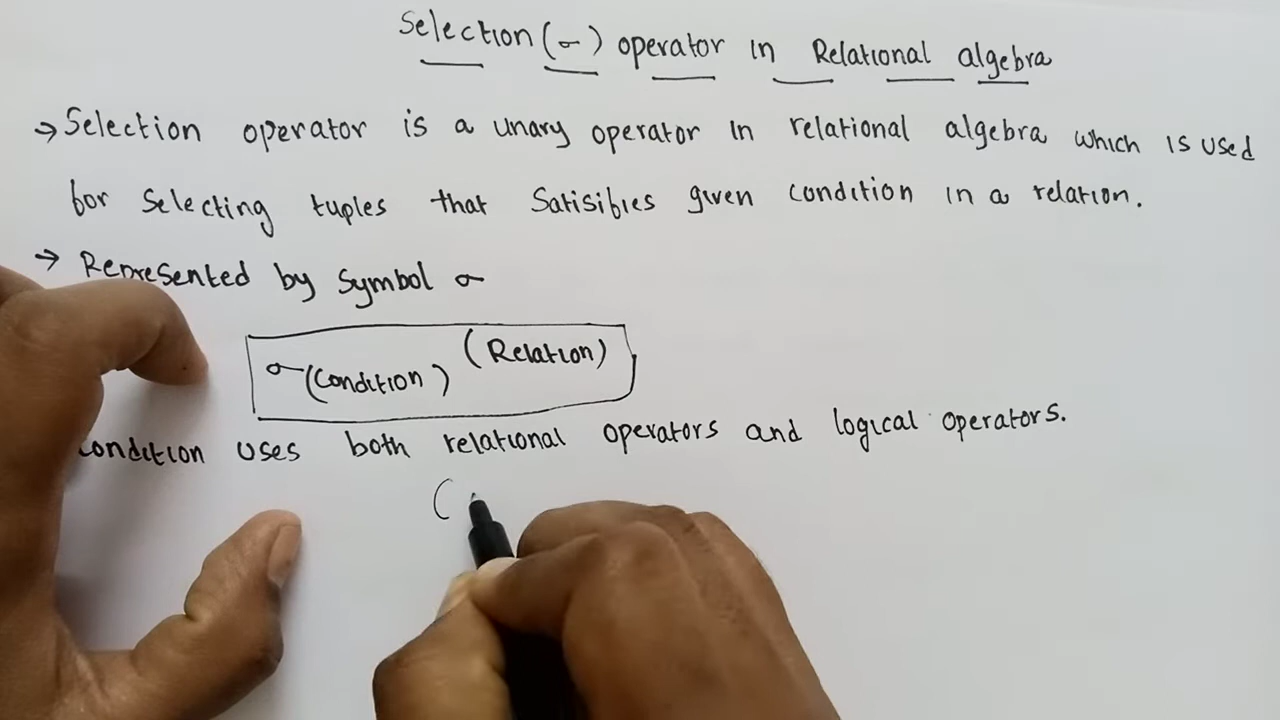 Selection (σ) operator in Relational algebra
→ Selection operator is a unary operator in relational algebra which is used
for selecting tuples that satisifies given condition in a relation.
→ Represented by symbol σ
σ(condition) (Relation)
condition uses both relational operators and logical operators.
(